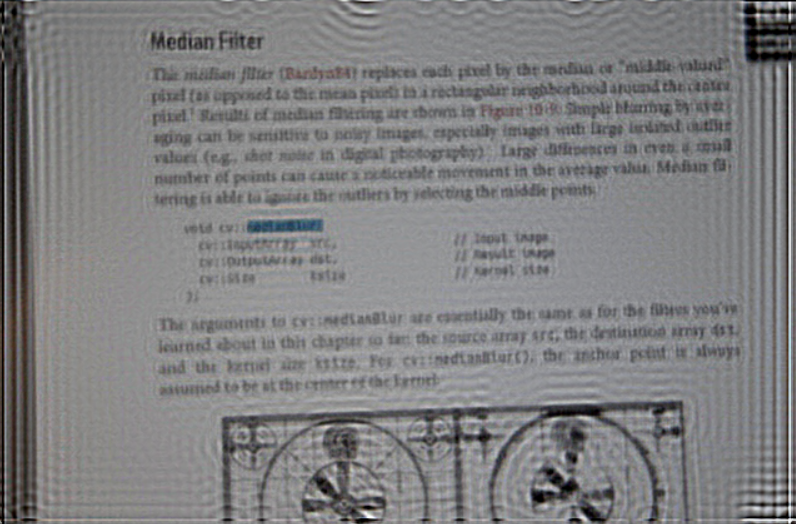 Median Filter
The median filter (Bardyn84) replaces each pixel by the median or "middle-valued"
pixel (as opposed to the mean pixel) in a rectangular neighborhood around the center
pixel. Results of median filtering are shown in Figure 10-9. Simple blurring by aver-
aging can be sensitive to noisy images, especially images with large isolated outlier
values (e.g., shot noise in digital photography). Large differences in even a small
number of points can cause a noticeable movement in the average value. Median fil-
tering is able to ignore the outliers by selecting the middle points.
void cv::medianBlur(
cv::InputArray src, // Input image
cv::OutputArray dst, // Result image
cv::Size ksize // Kernel size
);
The arguments to cv::medianBlur are essentially the same as for the filters you've
learned about in this chapter so far: the source array src, the destination array dst,
and the kernel size ksize. For cv::medianBlur(), the anchor point is always
assumed to be at the center of the kernel.